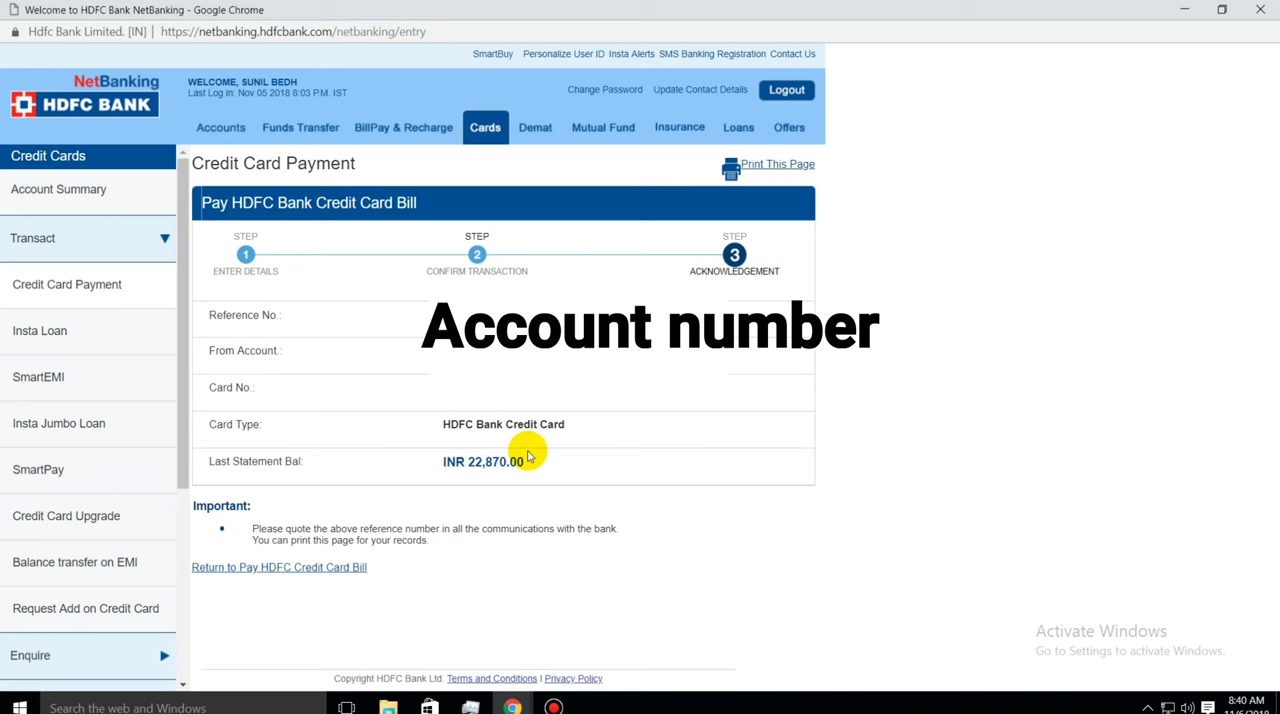 Welcome to HDFC Bank NetBanking - Google Chrome
Hdfc Bank Limited. [IN] | https://netbanking.hdfcbank.com/netbanking/entry
SmartBuy Personalize User ID Insta Alerts SMS Banking Registration Contact Us
NetBanking
HDFC BANK
WELCOME, SUNIL BEDH
Last Log in: Nov 05 2018 8:03 P.M. IST
Change Password Update Contact Details Logout
Accounts Funds Transfer BillPay & Recharge Cards Demat Mutual Fund Insurance Loans Offers
Credit Cards
Account Summary
Transact
Credit Card Payment
Insta Loan
SmartEMI
Insta Jumbo Loan
SmartPay
Credit Card Upgrade
Balance transfer on EMI
Request Add on Credit Card
Enquire
Credit Card Payment
Print This Page
Pay HDFC Bank Credit Card Bill
STEP STEP STEP
1 2 3
ENTER DETAILS CONFIRM TRANSACTION ACKNOWLEDGEMENT
Reference No.:
Account number
From Account.:
Card No.:
Card Type: HDFC Bank Credit Card
Last Statement Bal: INR 22,870.00
Important:
Please quote the above reference number in all the communications with the bank.
You can print this page for your records.
Return to Pay HDFC Credit Card Bill
Copyright HDFC Bank Ltd. Terms and Conditions | Privacy Policy
Activate Windows
Go to Settings to activate Windows.
Search the web and Windows
8:40 AM
11/6/2018